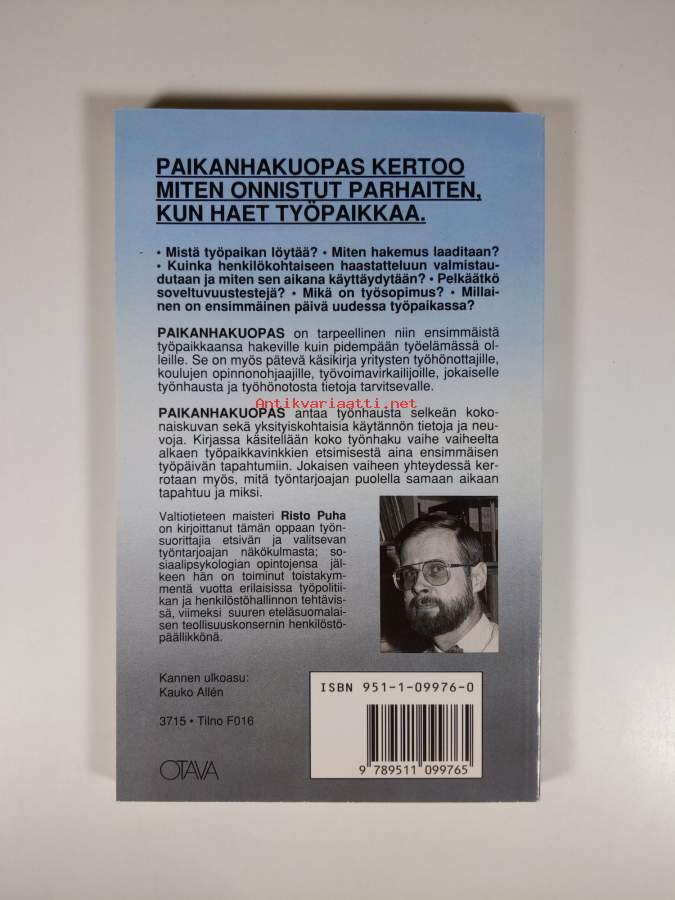 PAIKANHAKUOPAS KERTOO
MITEN ONNISTUT PARHAITEN,
KUN HAET TYÖPAIKKAA.
• Mistä työpaikan löytää? • Miten hakemus laaditaan?
• Kuinka henkilökohtaiseen haastatteluun valmistau-
dutaan ja miten sen aikana käyttäydytään? • Pelkäätkö
soveltuvuustestejä? • Mikä on työsopimus? • Millai-
nen on ensimmäinen päivä uudessa työpaikassa?
PAIKANHAKUOPAS on tarpeellinen niin ensimmäistä
työpaikkaansa hakeville kuin pidempään työelämässä ol-
leille. Se on myös pätevä käsikirja yritysten työhönottajille,
koulujen opinnonohjaajille, työvoimavirkailijoille, jokaiselle
työnhausta ja työhönotosta tietoja tarvitsevalle.
Antikvariaatti.net
PAIKANHAKUOPAS antaa työnhausta selkeän koko-
naiskuvan sekä yksityiskohtaisia käytännön tietoja ja neu-
voja. Kirjassa käsitellään koko työnhaku vaihe vaiheelta
alkaen työpaikkavinkkien etsimisestä aina ensimmäisen
työpäivän tapahtumiin. Jokaisen vaiheen yhteydessä ker-
rotaan myös, mitä työntarjoajan puolella samaan aikaan
tapahtuu ja miksi.
Valtiotieteen maisteri Risto Puha
on kirjoittanut tämän oppaan työn-
suorittajia etsivän ja valitsevan
työntarjoajan näkökulmasta; so-
siaalipsykologian opintojensa jäl-
keen hän on toiminut toistakym-
mentä vuotta erilaisissa työpolitii-
kan ja henkilöstöhallinnon tehtävis-
sä, viimeksi suuren eteläsuomalai-
sen teollisuuskonsernin henkilöstö-
päällikkönä.
Kannen ulkoasu:
Kauko Allén
3715 • Tilno F016
OTAVA
ISBN 951-1-09976-0
9 789511 099765